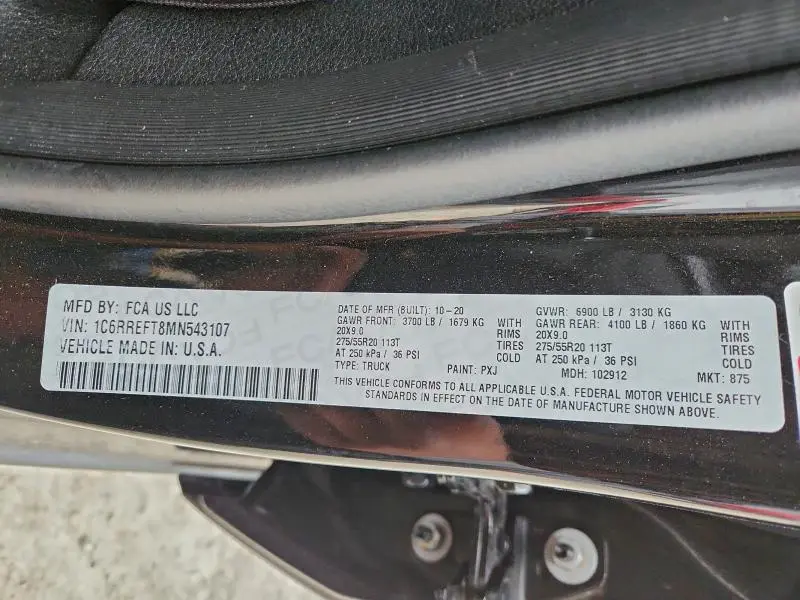 MFD BY: FCA US LLC
VIN: 1C6RREFT8MN543107
VEHICLE MADE IN: U.S.A.
DATE OF MFR (BUILT): 10-20
GAWR FRONT: 3700 LB / 1679 KG WITH
20X9.0 RIMS
275/55R20 113T TIRES
AT 250 kPa / 36 PSI COLD
TYPE: TRUCK PAINT: PXJ
GVWR: 6900 LB / 3130 KG
GAWR REAR: 4100 LB / 1860 KG WITH
20X9.0 RIMS
275/55R20 113T TIRES
AT 250 kPa / 36 PSI COLD
MDH: 102912 MKT: 875
THIS VEHICLE CONFORMS TO ALL APPLICABLE U.S.A. FEDERAL MOTOR VEHICLE SAFETY
STANDARDS IN EFFECT ON THE DATE OF MANUFACTURE SHOWN ABOVE.